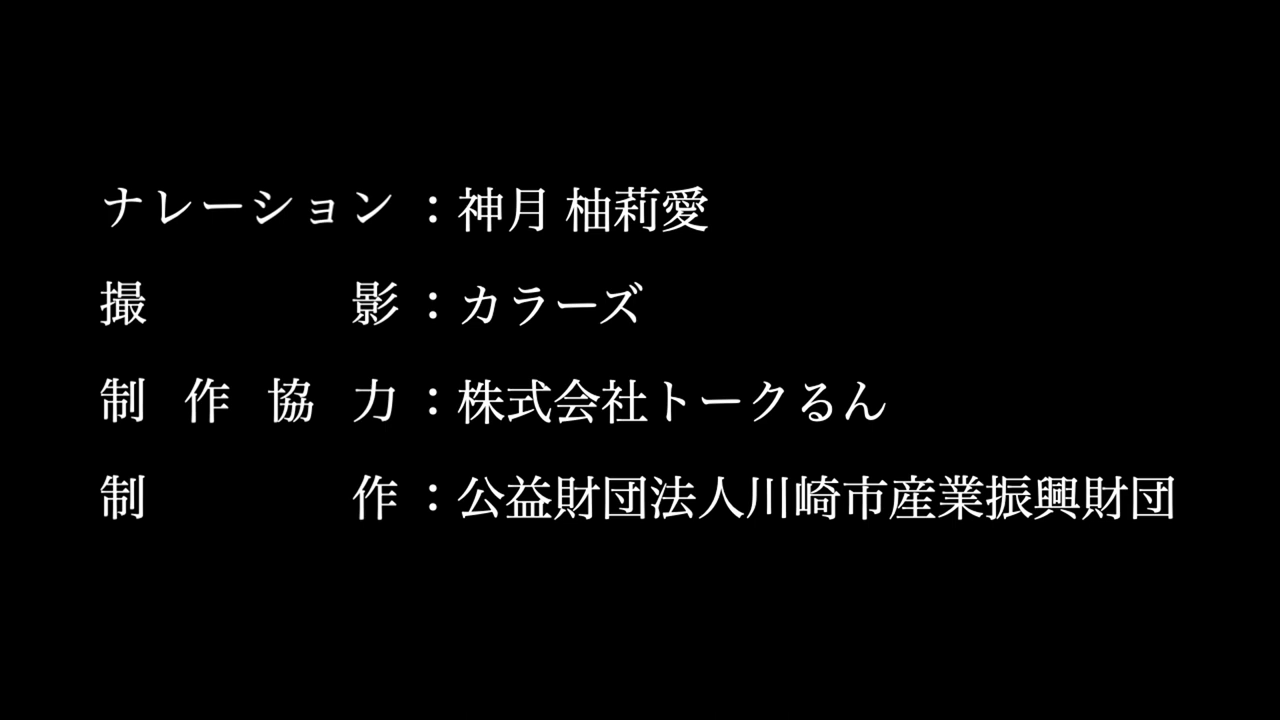 ナレーション：神月 柚莉愛
撮影：カラーズ
制作協力：株式会社トークるん
制作：公益財団法人川崎市産業振興財団